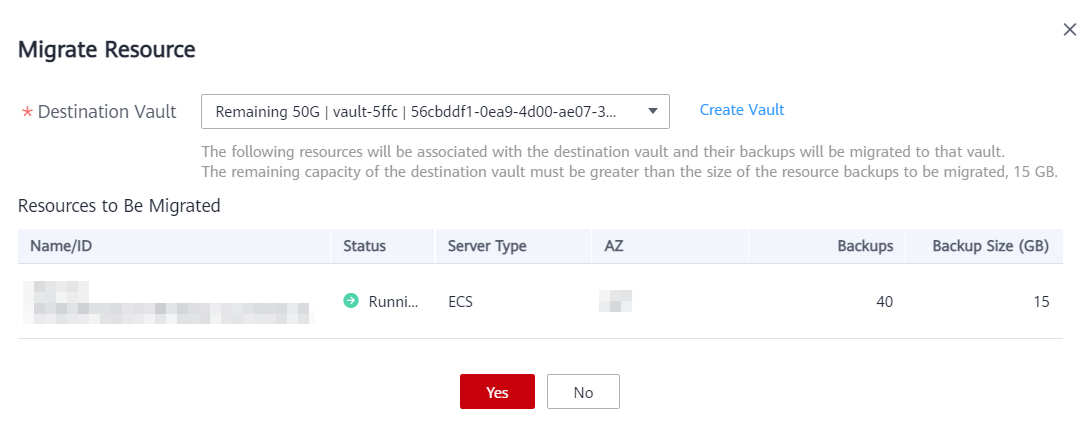 Migrate Resource
* Destination Vault
Remaining 50G | vault-5ffc | 56cbddf1-0ea9-4d00-ae07-3...
Create Vault
The following resources will be associated with the destination vault and their backups will be migrated to that vault.
The remaining capacity of the destination vault must be greater than the size of the resource backups to be migrated, 15 GB.
Resources to Be Migrated
Name/ID Status Server Type AZ Backups Backup Size (GB)
Runni... ECS 40 15
Yes No